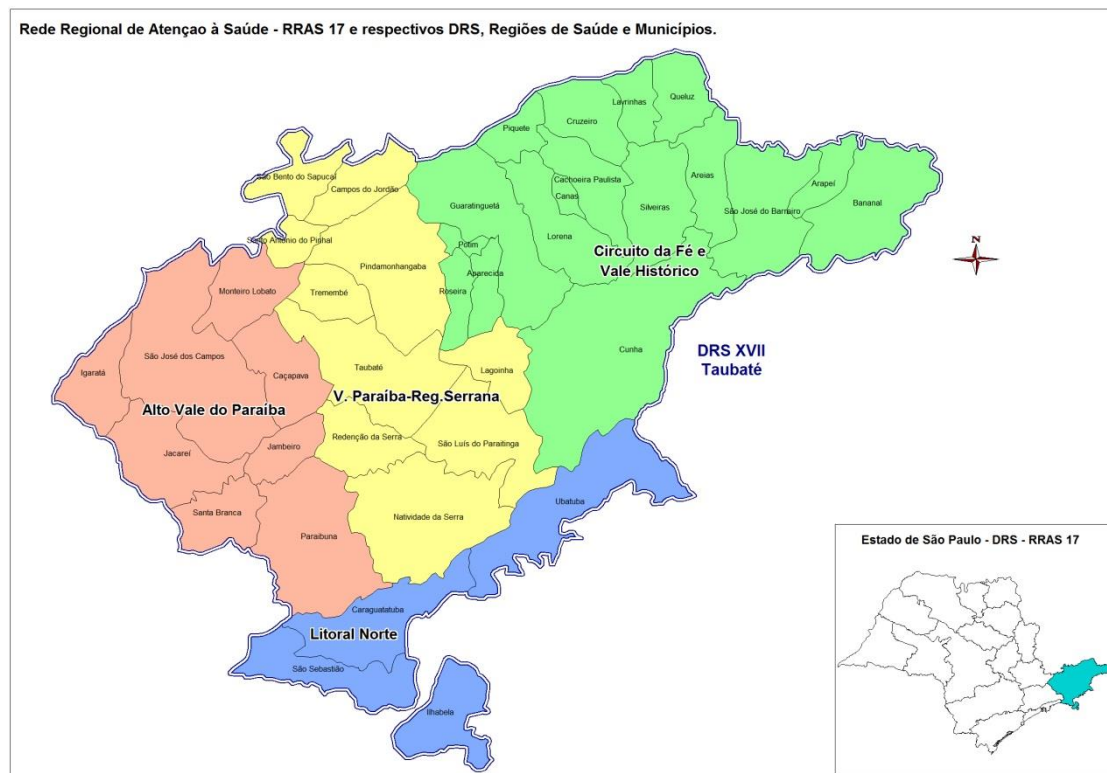 Rede Regional de Atençao à Saúde - RRAS 17 e respectivos DRS, Regiões de Saúde e Municípios.
Lavrinhas
Queluz
Piquete
Cruzeiro
São Bento do Sapucaí
Campos do Jordão
Cachoeira Paulista
Canas
Areias
Arapeí
Guaratinguetá
Silveiras
São José do Barreiro
Bananal
Santo Antônio do Pinhal
Potim
Lorena
Circuito da Fé e
Vale Histórico
Pindamonhangaba
Aparecida
Monteiro Lobato
Tremembé
Roseira
N
Cunha
DRS XVII
Taubaté
São José dos Campos
Igaratá
Caçapava
Taubaté
Lagoinha
Alto Vale do Paraíba
V. Paraíba-Reg.Serrana
Redenção da Serra
São Luís do Paraitinga
Jacareí
Jambeiro
Ubatuba
Santa Branca
Natividade da Serra
Paraibuna
Estado de São Paulo - DRS - RRAS 17
Caraguatatuba
Litoral Norte
São Sebastião
Ilhabela